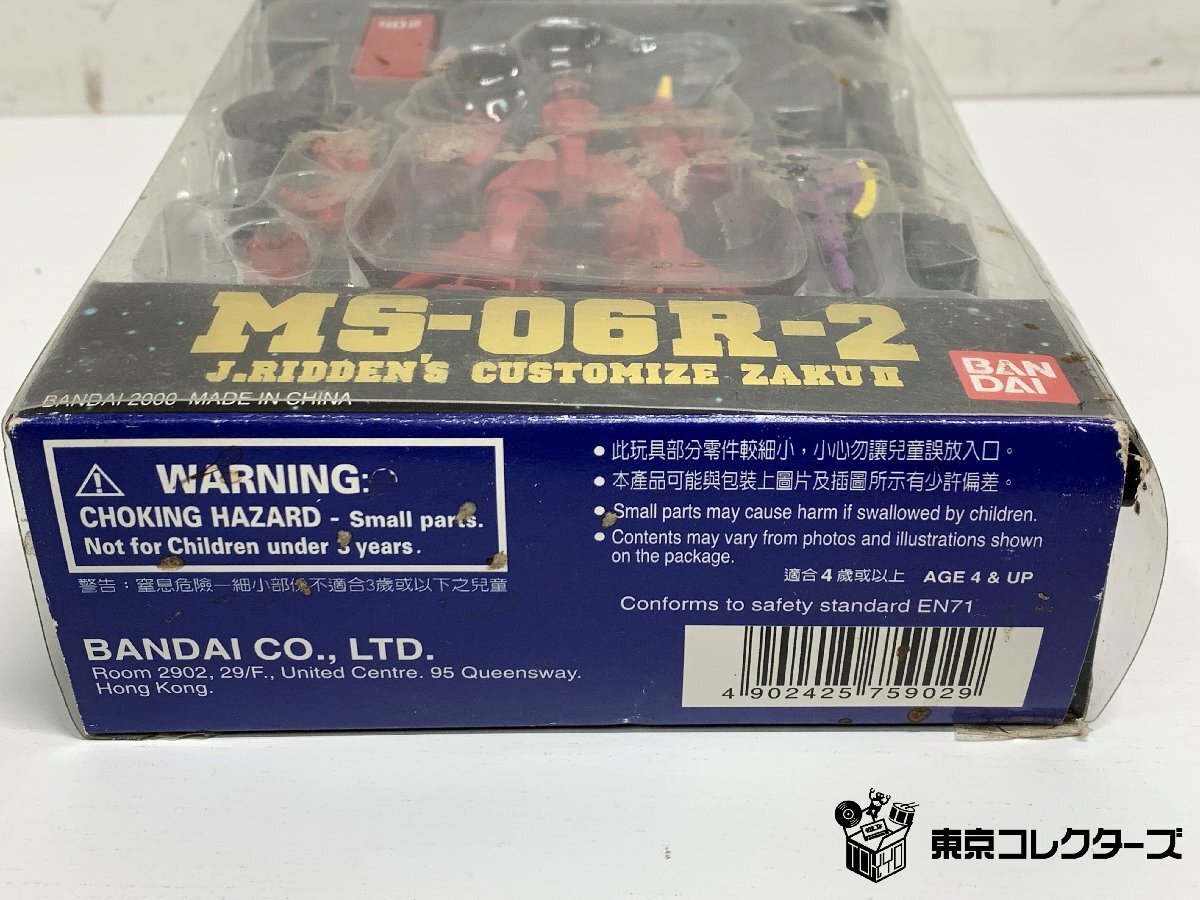 NO2
MS-06R-2
J.RIDDEN'S CUSTOMIZE ZAKU II
BAN
DAI
BANDAI 2000 MADE IN CHINA
WARNING:
CHOKING HAZARD - Small parts.
Not for Children under 3 years.
警告：窒息危險一細小部件不適合3歲或以下之兒童
BANDAI CO., LTD.
Room 2902, 29/F., United Centre. 95 Queensway.
Hong Kong.
• 此玩具部分零件較細小，小心勿讓兒童誤放入口。
• 本產品可能與包裝上圖片及插圖所示有少許偏差。
• Small parts may cause harm if swallowed by children.
• Contents may vary from photos and illustrations shown
on the package.
適合4歲或以上 AGE 4 & UP
Conforms to safety standard EN71
4 902425 759029
TOKYO
東京コレクターズ